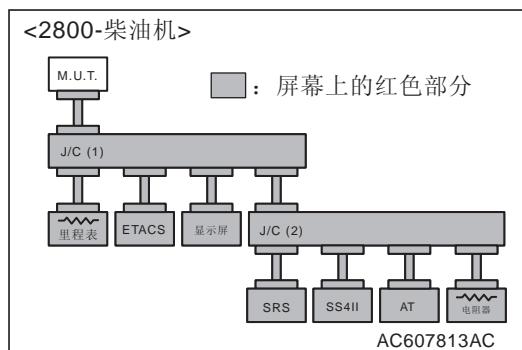 <2800-柴油机>
M.U.T.
：屏幕上的红色部分
J/C (1)
里程表 ETACS 显示屏 J/C (2)
SRS SS4II AT 电阻器
AC607813AC